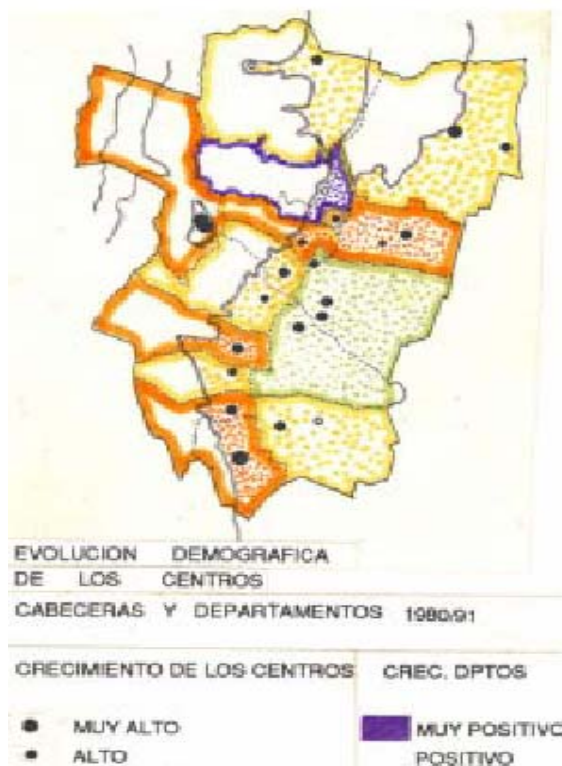 EVOLUCION DEMOGRAFICA
DE LOS CENTROS
CABECERAS Y DEPARTAMENTOS 1980/91
CRECIMIENTO DE LOS CENTROS
MUY ALTO
ALTO
CREC. DPTOS
MUY POSITIVO
POSITIVO